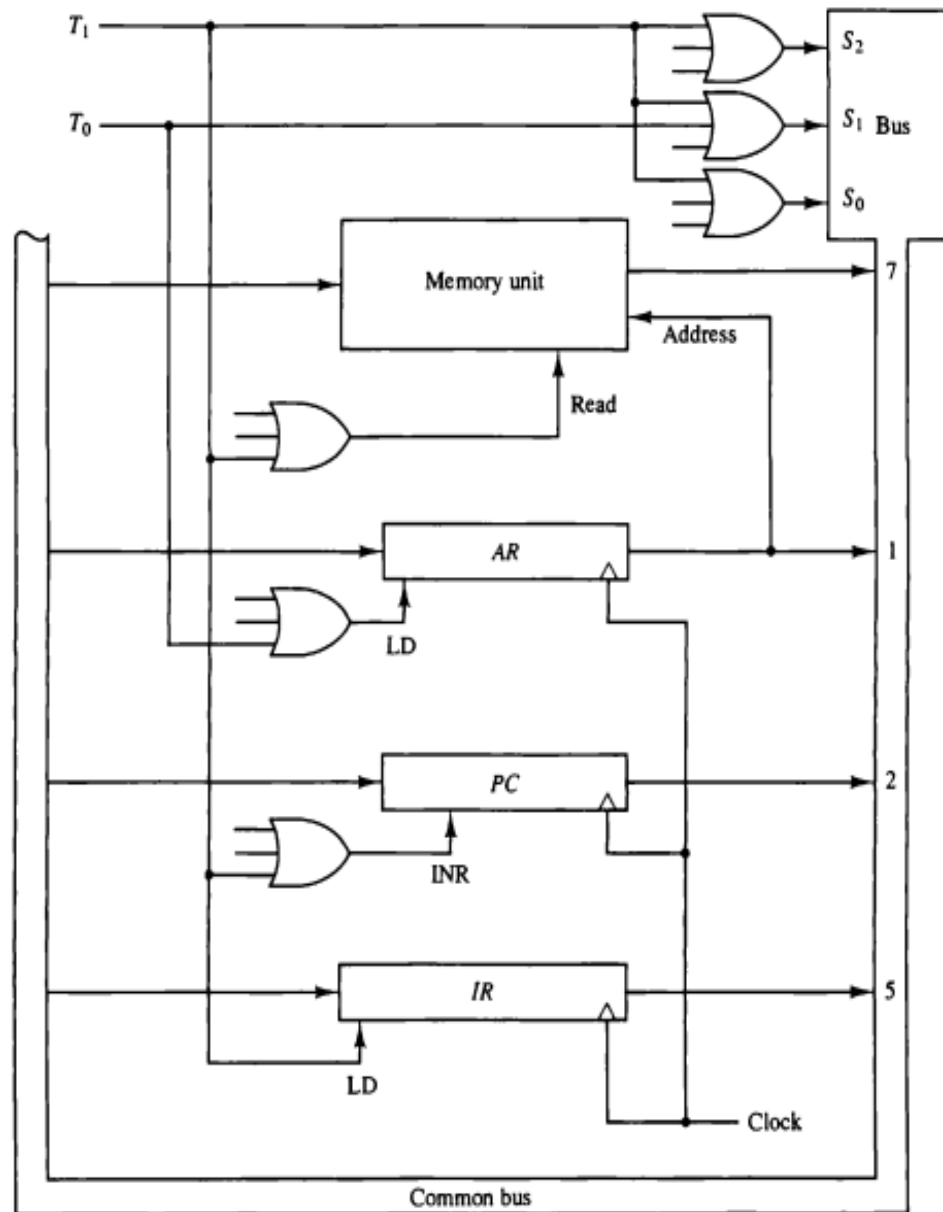 T₁
S₂
T₀
S₁ Bus
S₀
7
Memory unit
Address
Read
AR
1
LD
PC
2
INR
IR
5
LD
Clock
Common bus